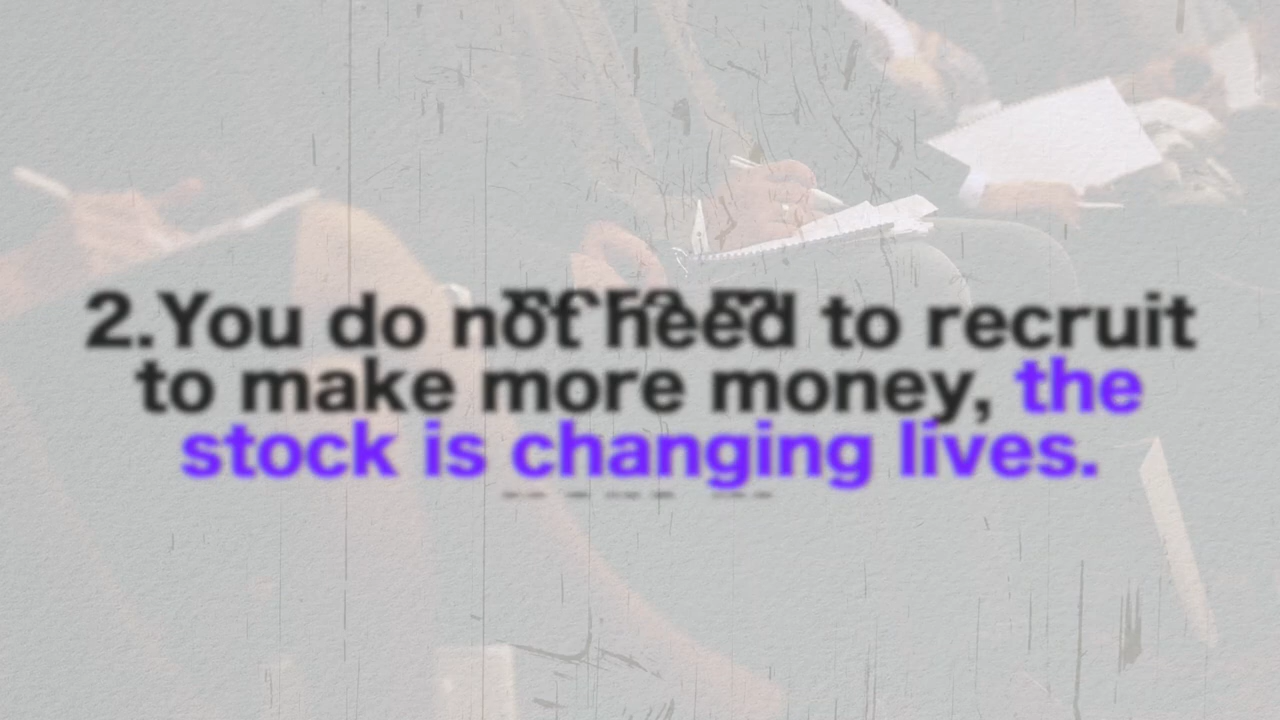 2.You do not need to recruit
to make more money, the
stock is changing lives.